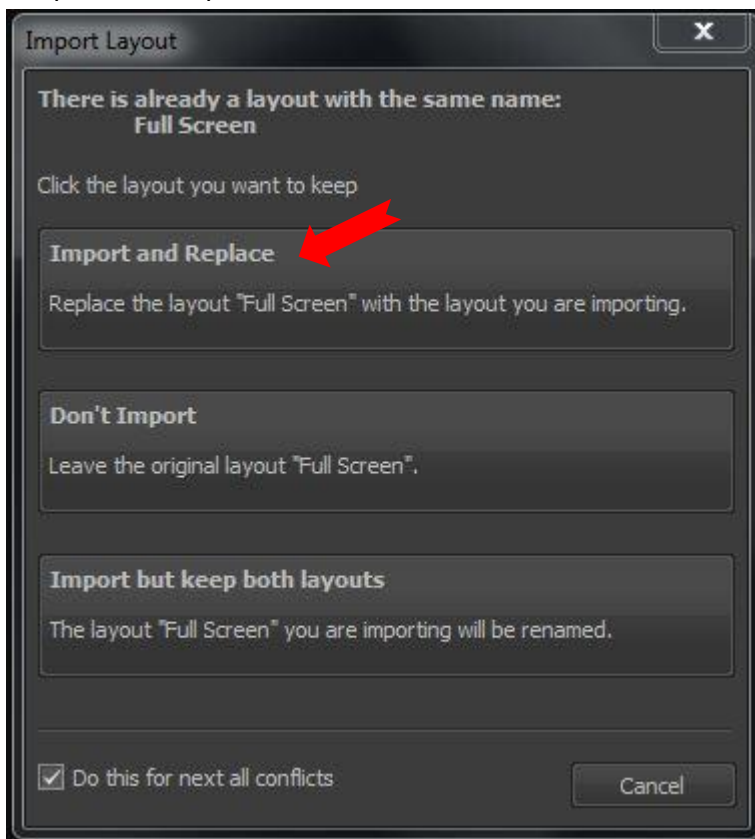 Import Layout
x
There is already a layout with the same name:
Full Screen
Click the layout you want to keep
Import and Replace
Replace the layout "Full Screen" with the layout you are importing.
Don't Import
Leave the original layout "Full Screen".
Import but keep both layouts
The layout "Full Screen" you are importing will be renamed.
Do this for next all conflicts
Cancel